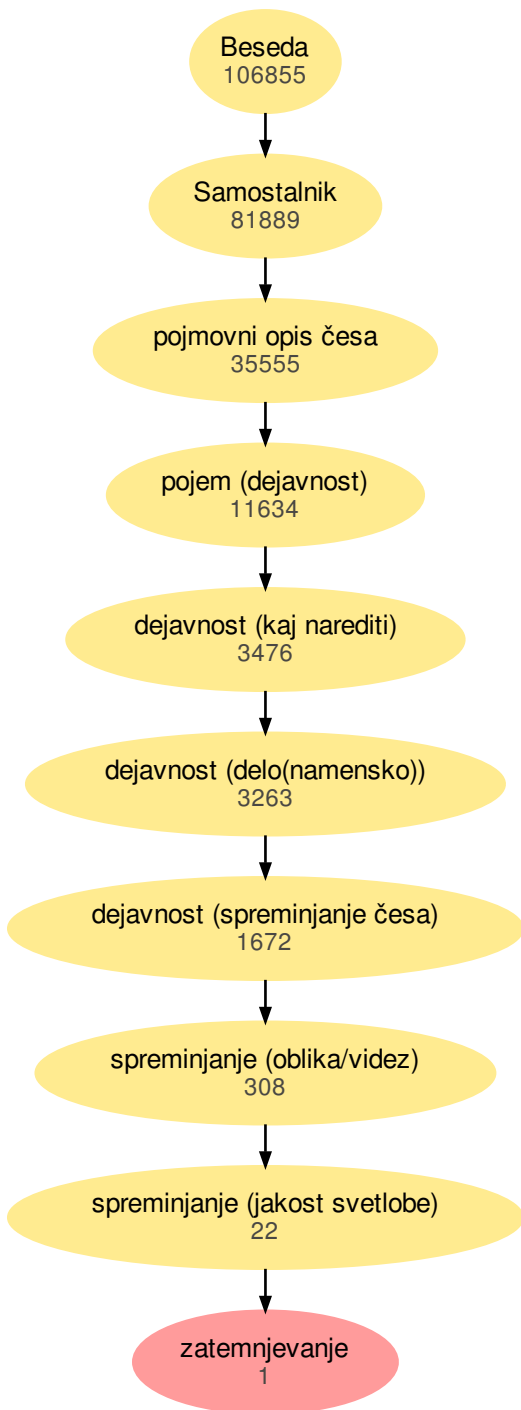 Beseda
106855
Samostalnik
81889
pojmovni opis česa
35555
pojem (dejavnost)
11634
dejavnost (kaj narediti)
3476
dejavnost (delo(namensko))
3263
dejavnost (spreminjanje česa)
1672
spreminjanje (oblika/videz)
308
spreminjanje (jakost svetlobe)
22
zatemnjevanje
1